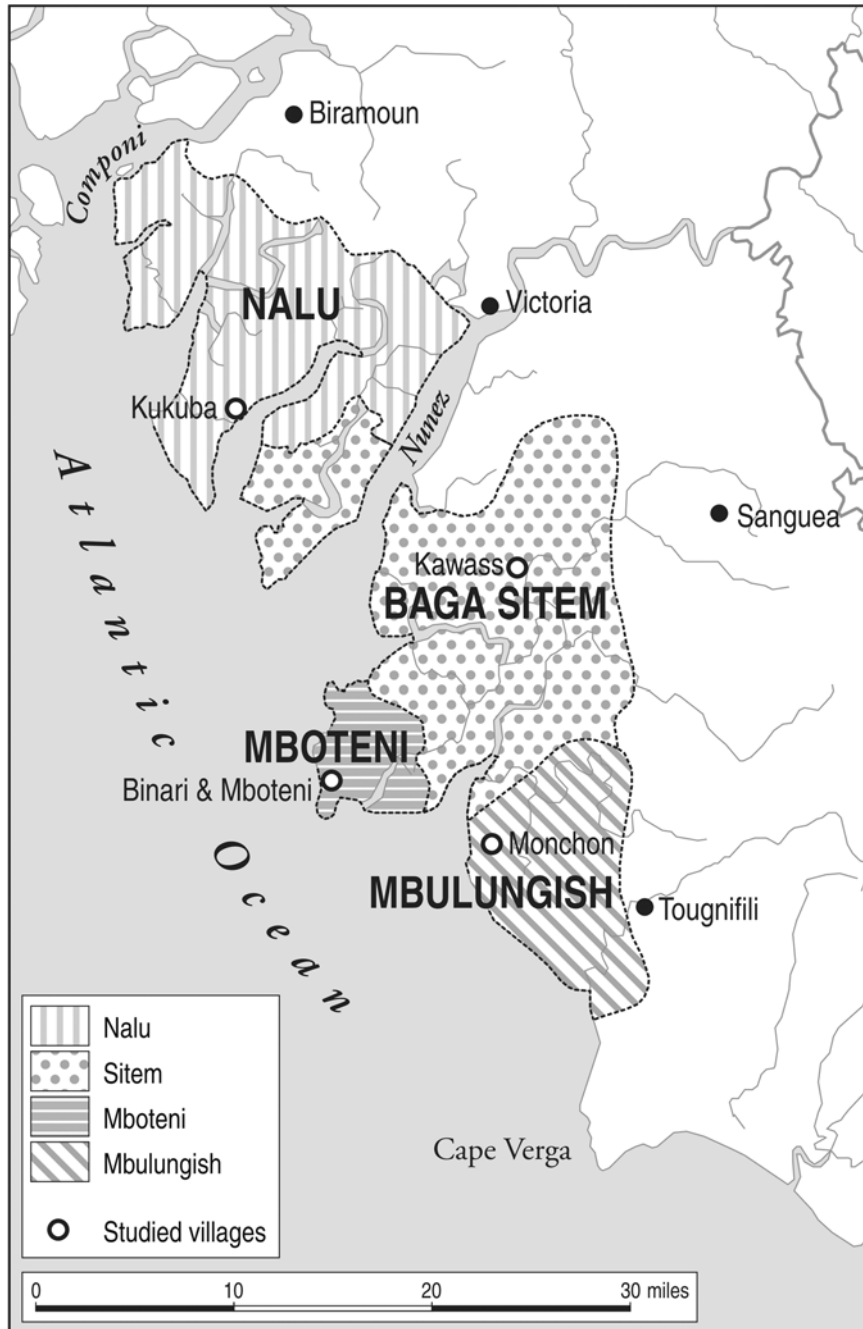 Biramoun
Componi
NALU
Victoria
Kukuba
Nunez
Sanguea
Kawass
BAGA SITEM
Atlantic
Ocean
MBOTENI
Binari & Mboteni
Monchon
MBULUNGISH
Tougnifili
Nalu
Sitem
Mboteni
Mbulungish
Studied villages
Cape Verga
0 10 20 30 miles